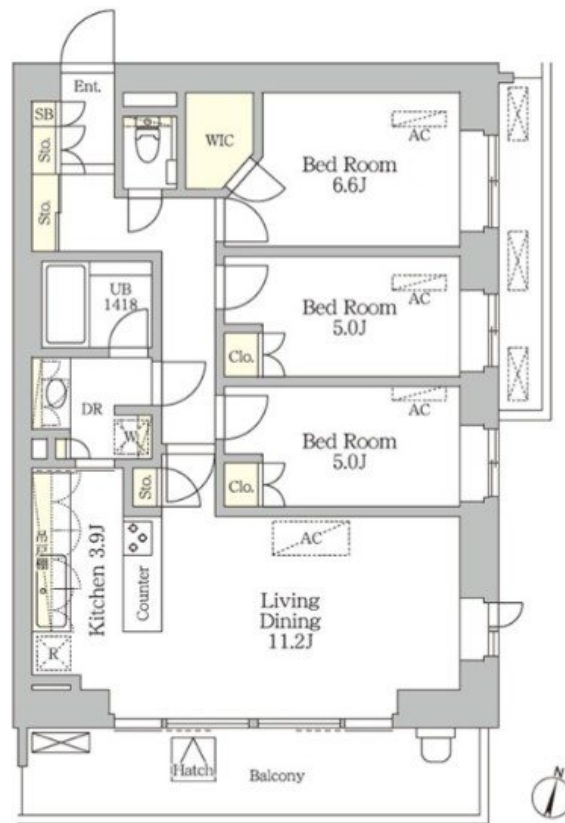 Ent.
SB
Sto.
Sto.
WIC
AC
Bed Room
6.6J
UB
1418
AC
Bed Room
5.0J
Clo.
DR
W
AC
Bed Room
5.0J
Clo.
Sto.
Kitchen 3.9J
Counter
AC
Living
Dining
11.2J
R
Hatch
Balcony
N